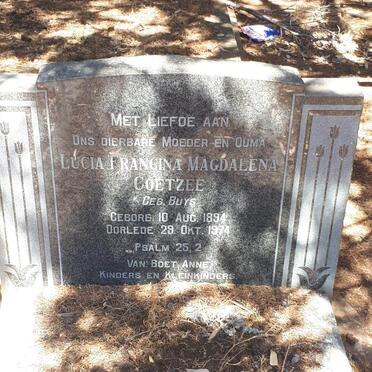 MET LIEFDE AAN
ONS DIERBARE MOEDER EN OUMA
LUCIA FRANCINA MAGDALENA
COETZEE
GEB. BUYS
GEBORE 10 AUG. 1894
OORLEDE 29 OKT. 1974
PSALM 25, 2
VAN BOET, ANNE,
KINDERS EN KLEINKINDERS